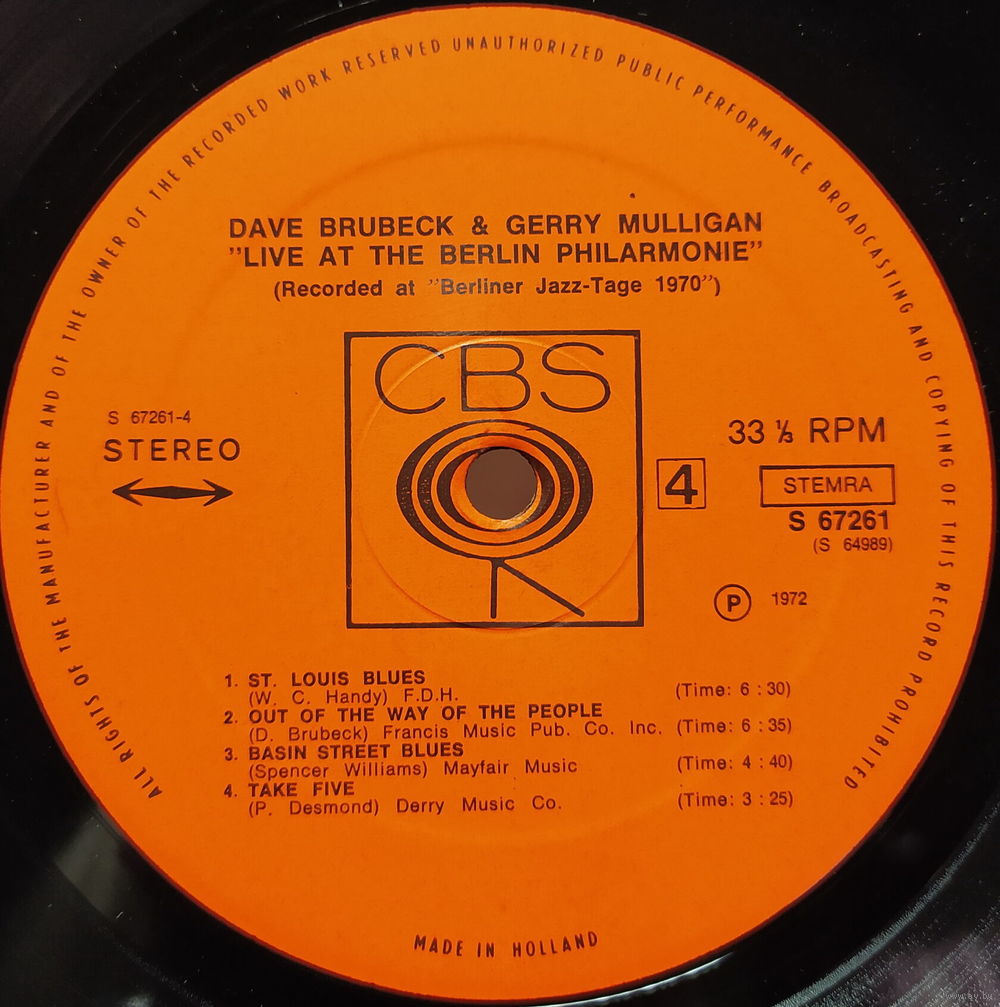 ALL RIGHTS OF THE MANUFACTURER AND OF THE OWNER OF THE RECORDED WORK RESERVED UNAUTHORIZED PUBLIC PERFORMANCE BROADCASTING AND COPYING OF THIS RECORD PROHIBITED
DAVE BRUBECK & GERRY MULLIGAN
"LIVE AT THE BERLIN PHILARMONIE"
(Recorded at "Berliner Jazz-Tage 1970")
CBS
S 67261-4
STEREO
33 ⅓ RPM
4
STEMRA
S 67261
(S 64989)
Ⓟ 1972
1. ST. LOUIS BLUES
(W. C. Handy) F.D.H. (Time: 6 : 30)
2. OUT OF THE WAY OF THE PEOPLE
(D. Brubeck) Francis Music Pub. Co. Inc. (Time: 6 : 35)
3. BASIN STREET BLUES
(Spencer Williams) Mayfair Music (Time: 4 : 40)
4. TAKE FIVE
(P. Desmond) Derry Music Co. (Time: 3 : 25)
MADE IN HOLLAND